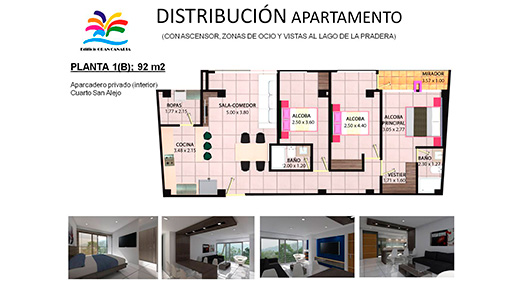 DISTRIBUCIÓN APARTAMENTO
(CON ASCENSOR, ZONAS DE OCIO Y VISTAS AL LAGO DE LA PRADERA)
EDIFICIO GRAN CANARIA
PLANTA 1(B); 92 m2
Aparcadero privado (interior)
Cuarto San Alejo
ROPAS
1.77 x 2.15
SALA-COMEDOR
5.00 x 3.80
ALCOBA
2.50 x 3.60
ALCOBA
2.50 x 4.40
MIRADOR
3.57 x 1.00
ALCOBA
PRINCIPAL
3.05 x 2.77
COCINA
3.48 x 2.15
BAÑO
2.00 x 1.20
BAÑO
2.30 x 1.27
VESTIER
1.71 x 1.60